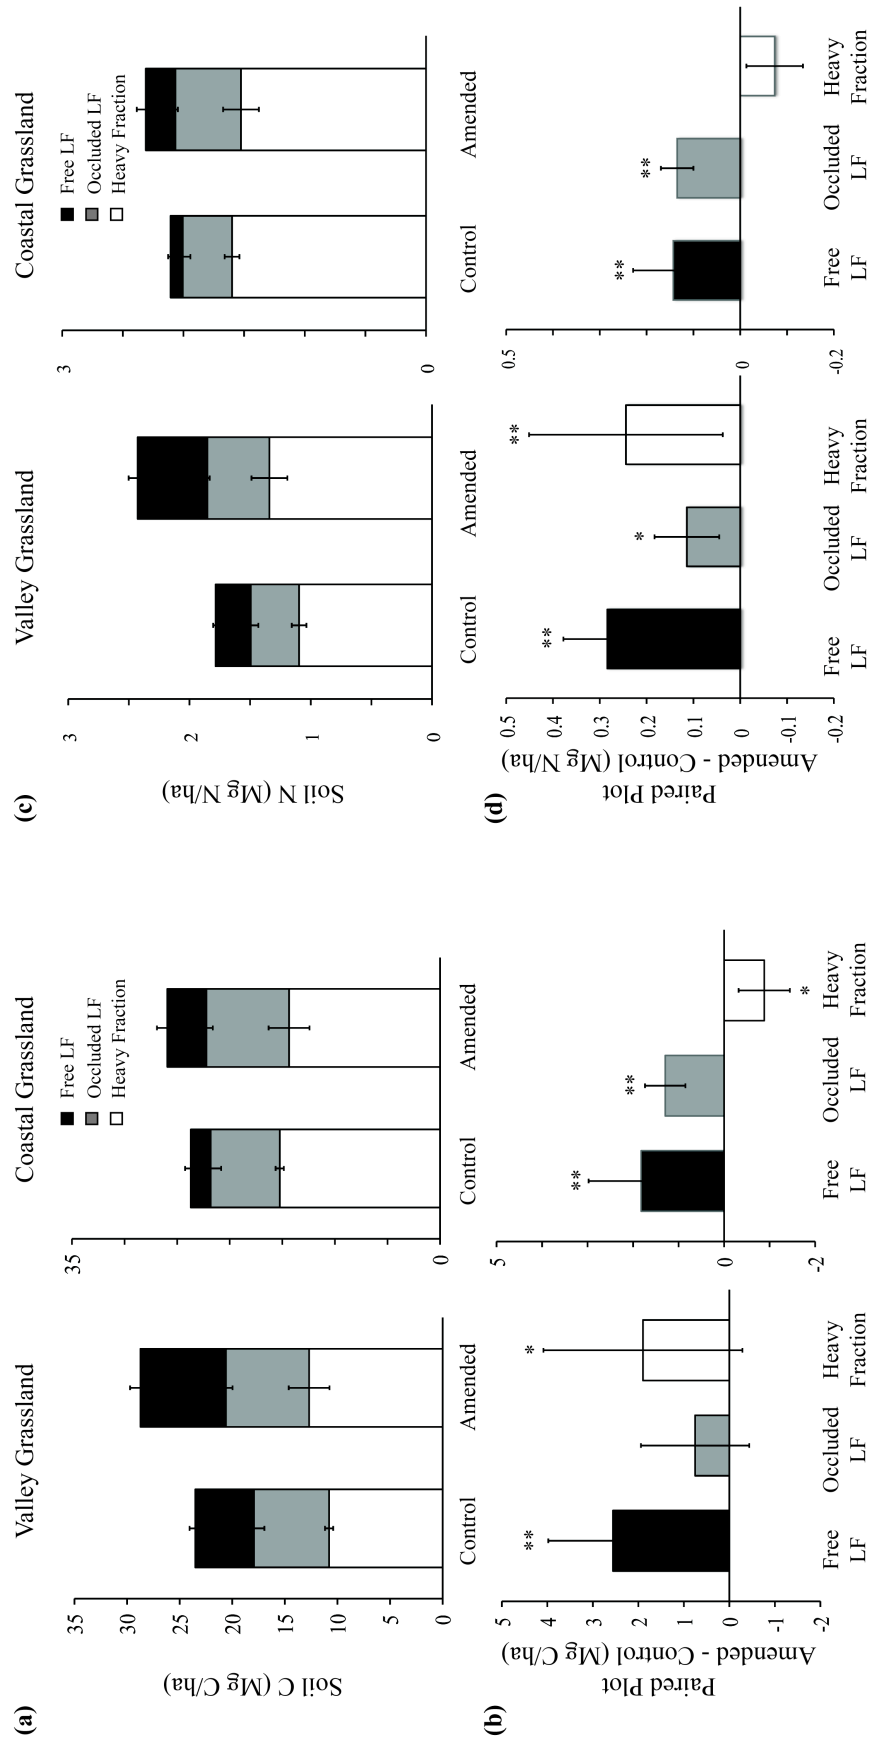 (a)
Valley Grassland
Coastal Grassland
Free LF
Occluded LF
Heavy Fraction
Soil C (Mg C/ha)
35
30
25
20
15
10
5
0
35
0
Control
Amended
Control
Amended
(b)
Paired Plot
Amended - Control (Mg C/ha)
5
4
3
2
1
0
-1
-2
5
0
-2
**
*
**
**
*
Free
LF
Occluded
LF
Heavy
Fraction
Free
LF
Occluded
LF
Heavy
Fraction
(c)
Valley Grassland
Coastal Grassland
Free LF
Occluded LF
Heavy Fraction
Soil N (Mg N/ha)
3
2
1
0
3
0
Control
Amended
Control
Amended
(d)
Paired Plot
Amended - Control (Mg N/ha)
0.5
0.4
0.3
0.2
0.1
0
-0.1
-0.2
0.5
0
-0.2
**
*
**
**
**
Free
LF
Occluded
LF
Heavy
Fraction
Free
LF
Occluded
LF
Heavy
Fraction